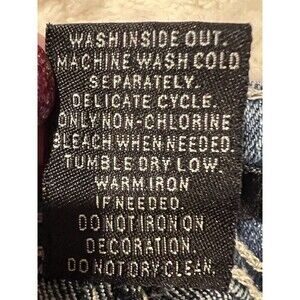 WASH INSIDE OUT.
MACHINE WASH COLD
SEPARATELY.
DELICATE CYCLE.
ONLY NON-CHLORINE
BLEACH WHEN NEEDED.
TUMBLE DRY LOW.
WARM IRON
IF NEEDED.
DO NOT IRON ON
DECORATION.
DO NOT DRY CLEAN.